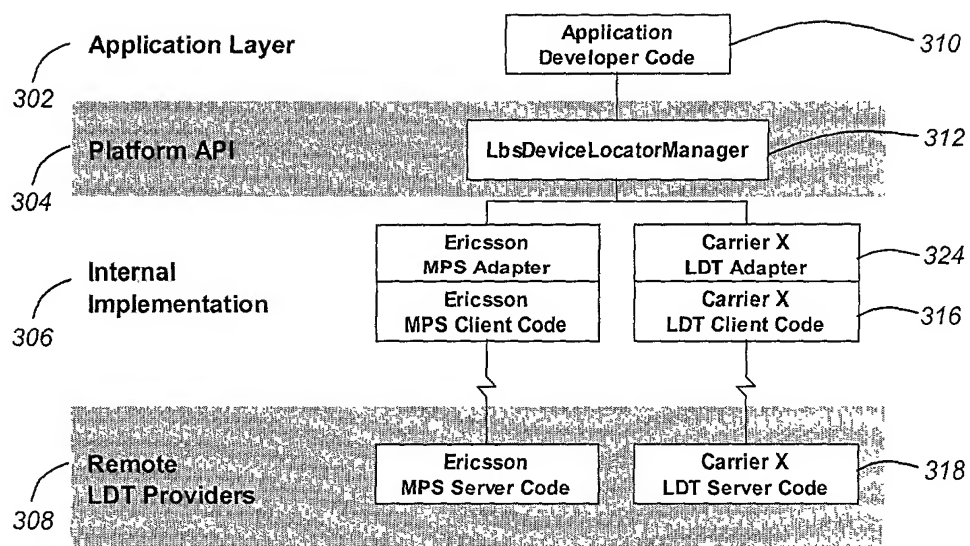 Application Layer
302
Application
Developer Code
310
Platform API
304
LbsDeviceLocatorManager
312
Internal
Implementation
306
Ericsson
MPS Adapter
Ericsson
MPS Client Code
Carrier X
LDT Adapter
324
Carrier X
LDT Client Code
316
Remote
LDT Providers
308
Ericsson
MPS Server Code
Carrier X
LDT Server Code
318